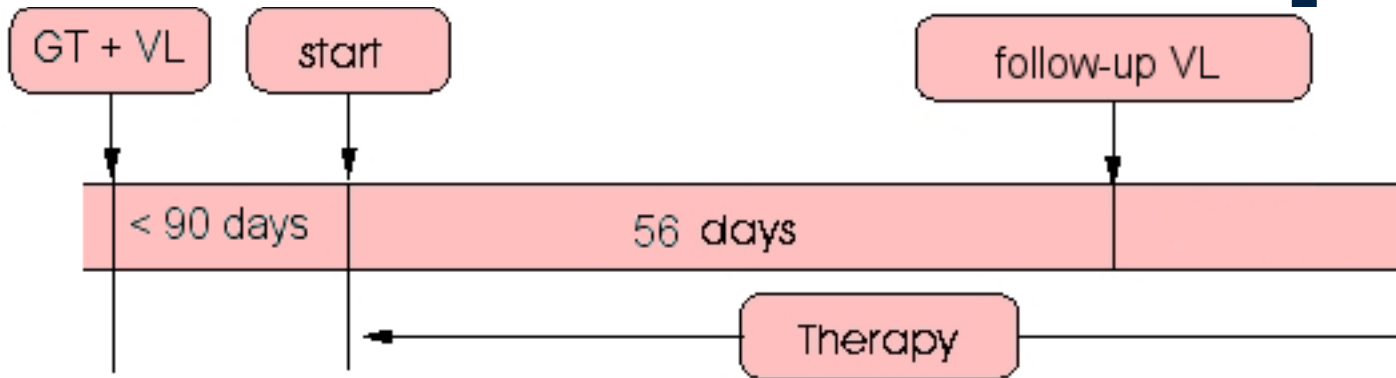 GT + VL
start
follow-up VL
< 90 days
56 days
Therapy